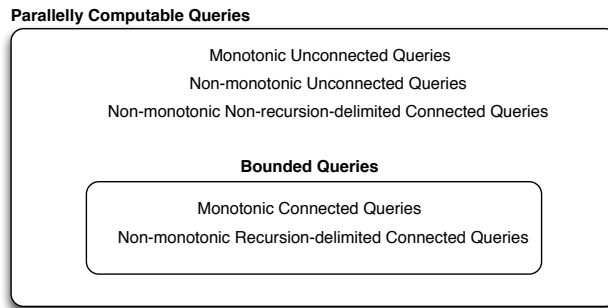 Parallelly Computable Queries
Monotonic Unconnected Queries
Non-monotonic Unconnected Queries
Non-monotonic Non-recursion-delimited Connected Queries
Bounded Queries
Monotonic Connected Queries
Non-monotonic Recursion-delimited Connected Queries